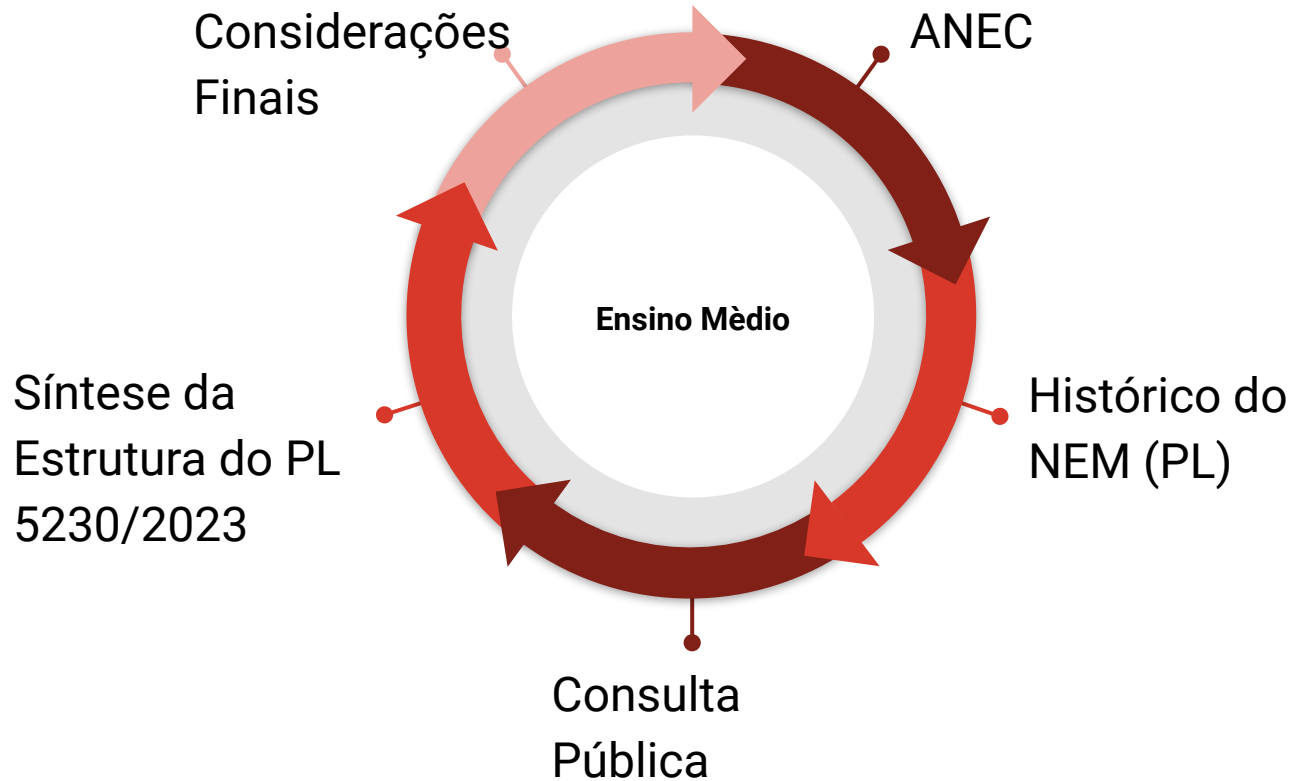 Considerações
Finais
ANEC
Ensino Mèdio
Síntese da
Estrutura do PL
5230/2023
Histórico do
NEM (PL)
Consulta
Pública